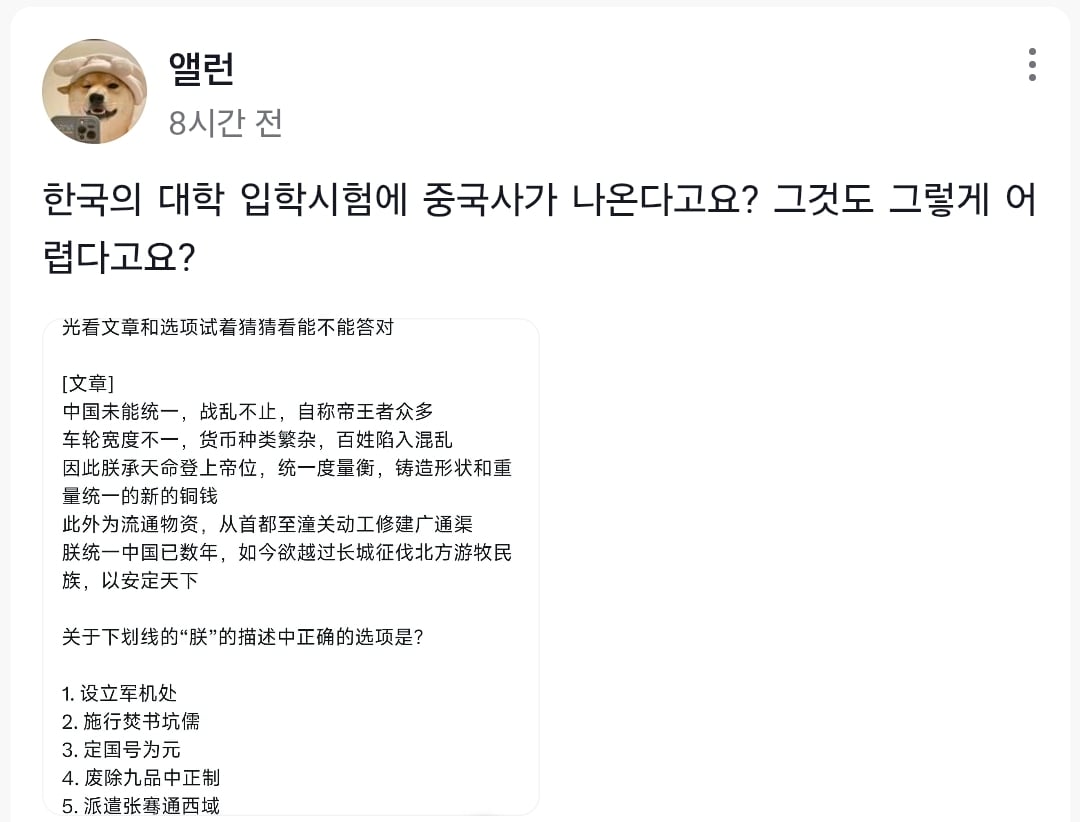 앨런
8시간 전
한국의 대학 입학시험에 중국사가 나온다고요? 그것도 그렇게 어
렵다고요?
光看文章和选项试着猜猜看能不能答对
[文章]
中国未能统一，战乱不止，自称帝王者众多
车轮宽度不一，货币种类繁杂，百姓陷入混乱
因此朕承天命登上帝位，统一度量衡，铸造形状和重
量统一的新的铜钱
此外为流通物资，从首都至潼关动工修建广通渠
朕统一中国已数年，如今欲越过长城征伐北方游牧民
族，以安定天下
关于下划线的“朕”的描述中正确的选项是？
1. 设立军机处
2. 施行焚书坑儒
3. 定国号为元
4. 废除九品中正制
5. 派遣张骞通西域